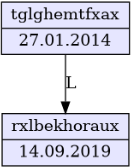 tglghemtfxax
27.01.2014
L
rxlbekhoraux
14.09.2019